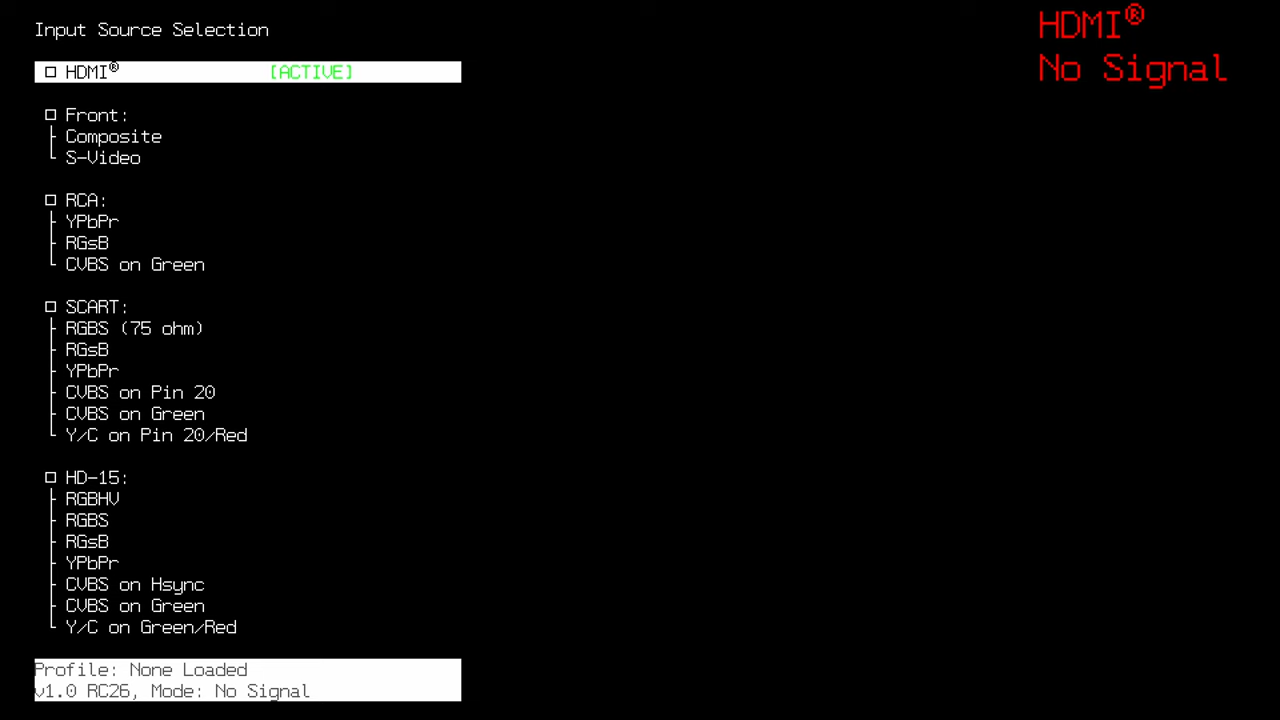 Input Source Selection
HDMI®
No Signal
HDMI® [ACTIVE]
Front:
Composite
S-Video
RCA:
YPbPr
RGsB
CVBS on Green
SCART:
RGBS (75 ohm)
RGsB
YPbPr
CVBS on Pin 20
CVBS on Green
Y/C on Pin 20/Red
HD-15:
RGBHV
RGBS
RGsB
YPbPr
CVBS on Hsync
CVBS on Green
Y/C on Green/Red
Profile: None Loaded
v1.0 RC26, Mode: No Signal